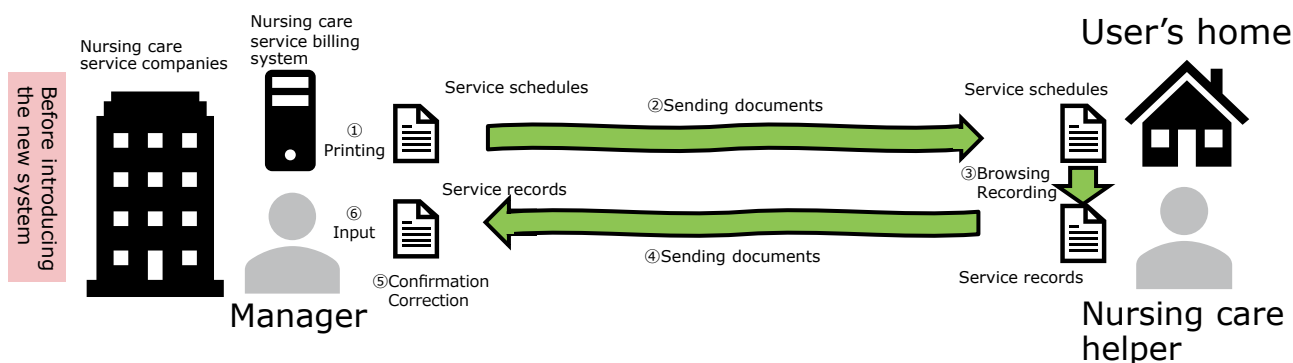 Before introducing
the new system
Nursing care
service companies
Nursing care
service billing
system
①
Printing
Service schedules
②Sending documents
Service schedules
User’s home
③Browsing
Recording
Service records
⑥
Input
⑤Confirmation
Correction
④Sending documents
Service records
Manager
Nursing care
helper